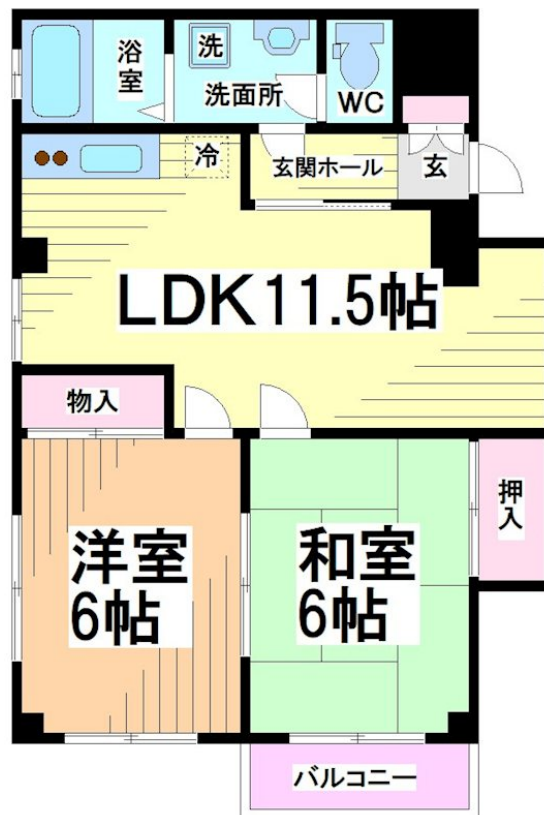 浴室
洗
洗面所
WC
冷
玄関ホール
玄
LDK11.5帖
物入
洋室
6帖
和室
6帖
押入
バルコニー